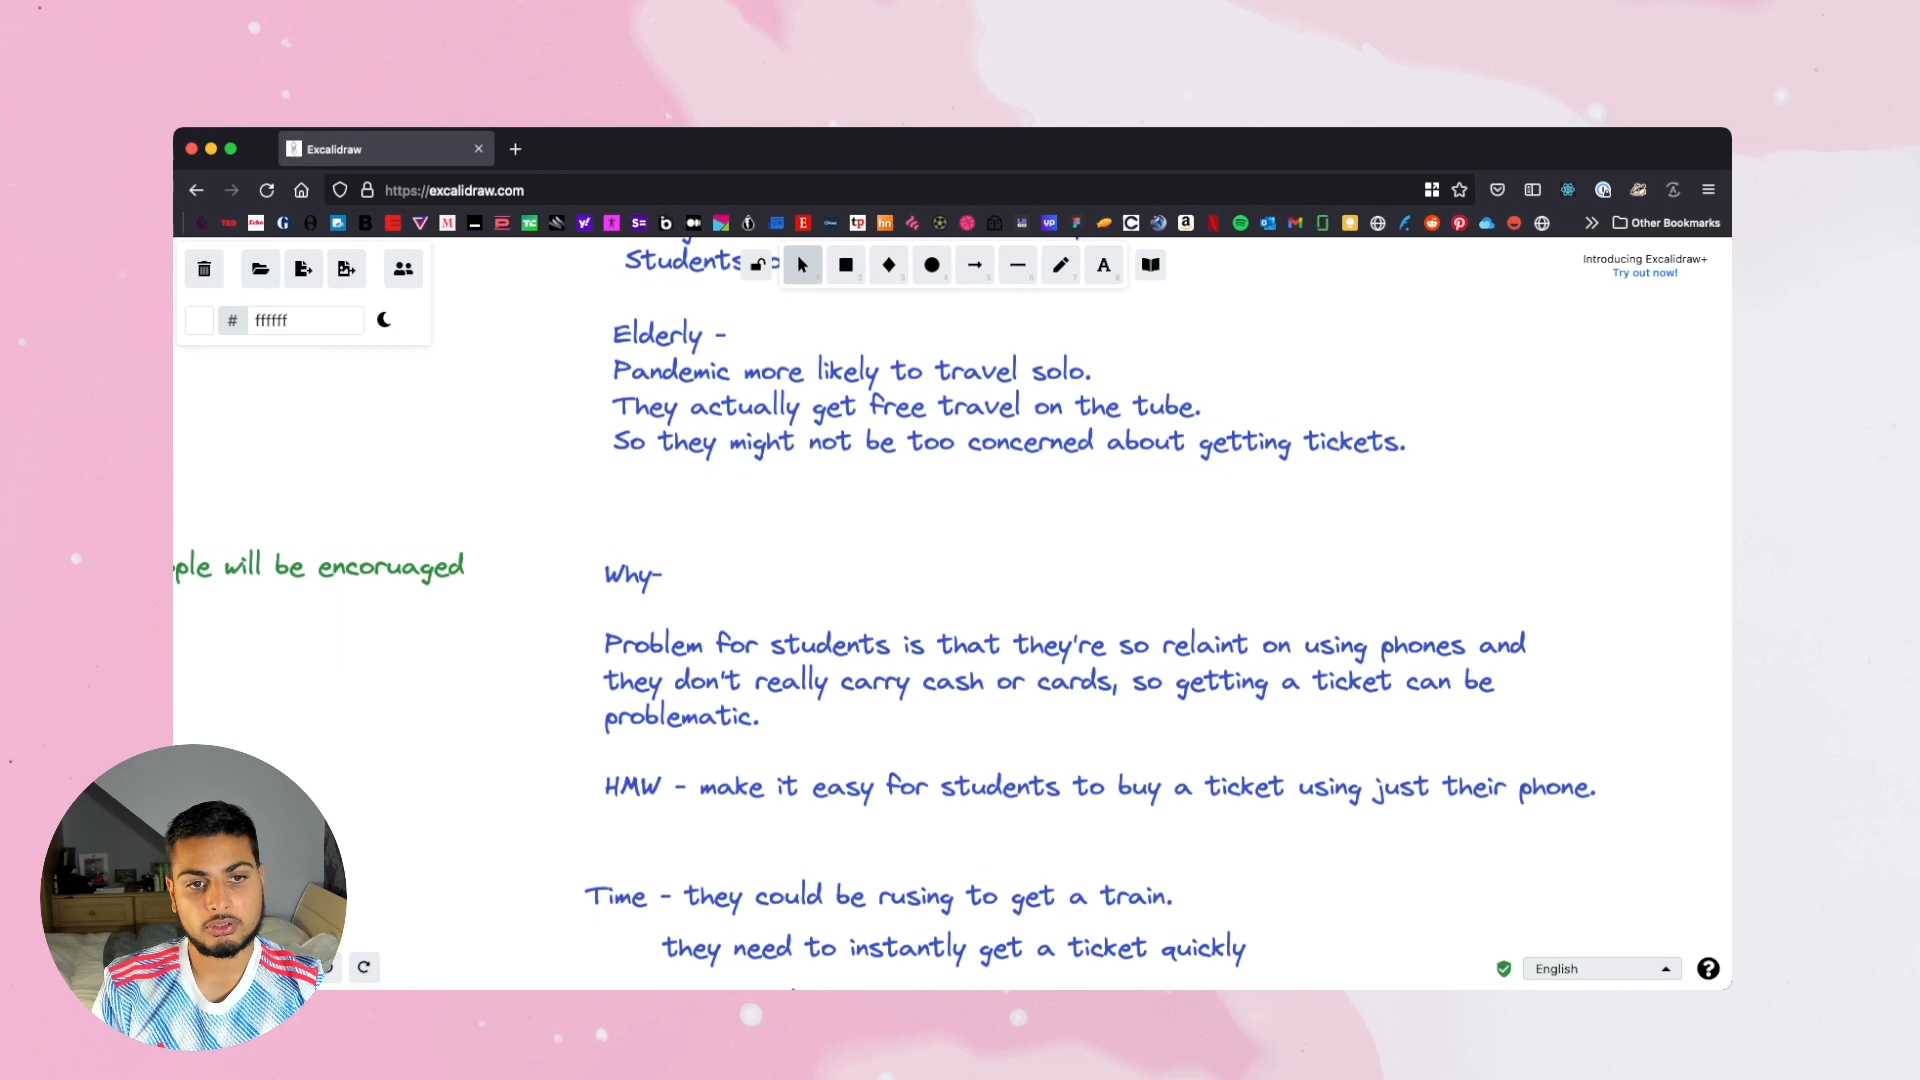 Excalidraw
https://excalidraw.com
Other Bookmarks
Students
# ffffff
Introducing Excalidraw+
Try out now!
Elderly -
Pandemic more likely to travel solo.
They actually get free travel on the tube.
So they might not be too concerned about getting tickets.
ple will be encoruaged
Why-
Problem for students is that they're so relaint on using phones and
they don't really carry cash or cards, so getting a ticket can be
problematic.
HMW - make it easy for students to buy a ticket using just their phone.
Time - they could be rusing to get a train.
they need to instantly get a ticket quickly
English